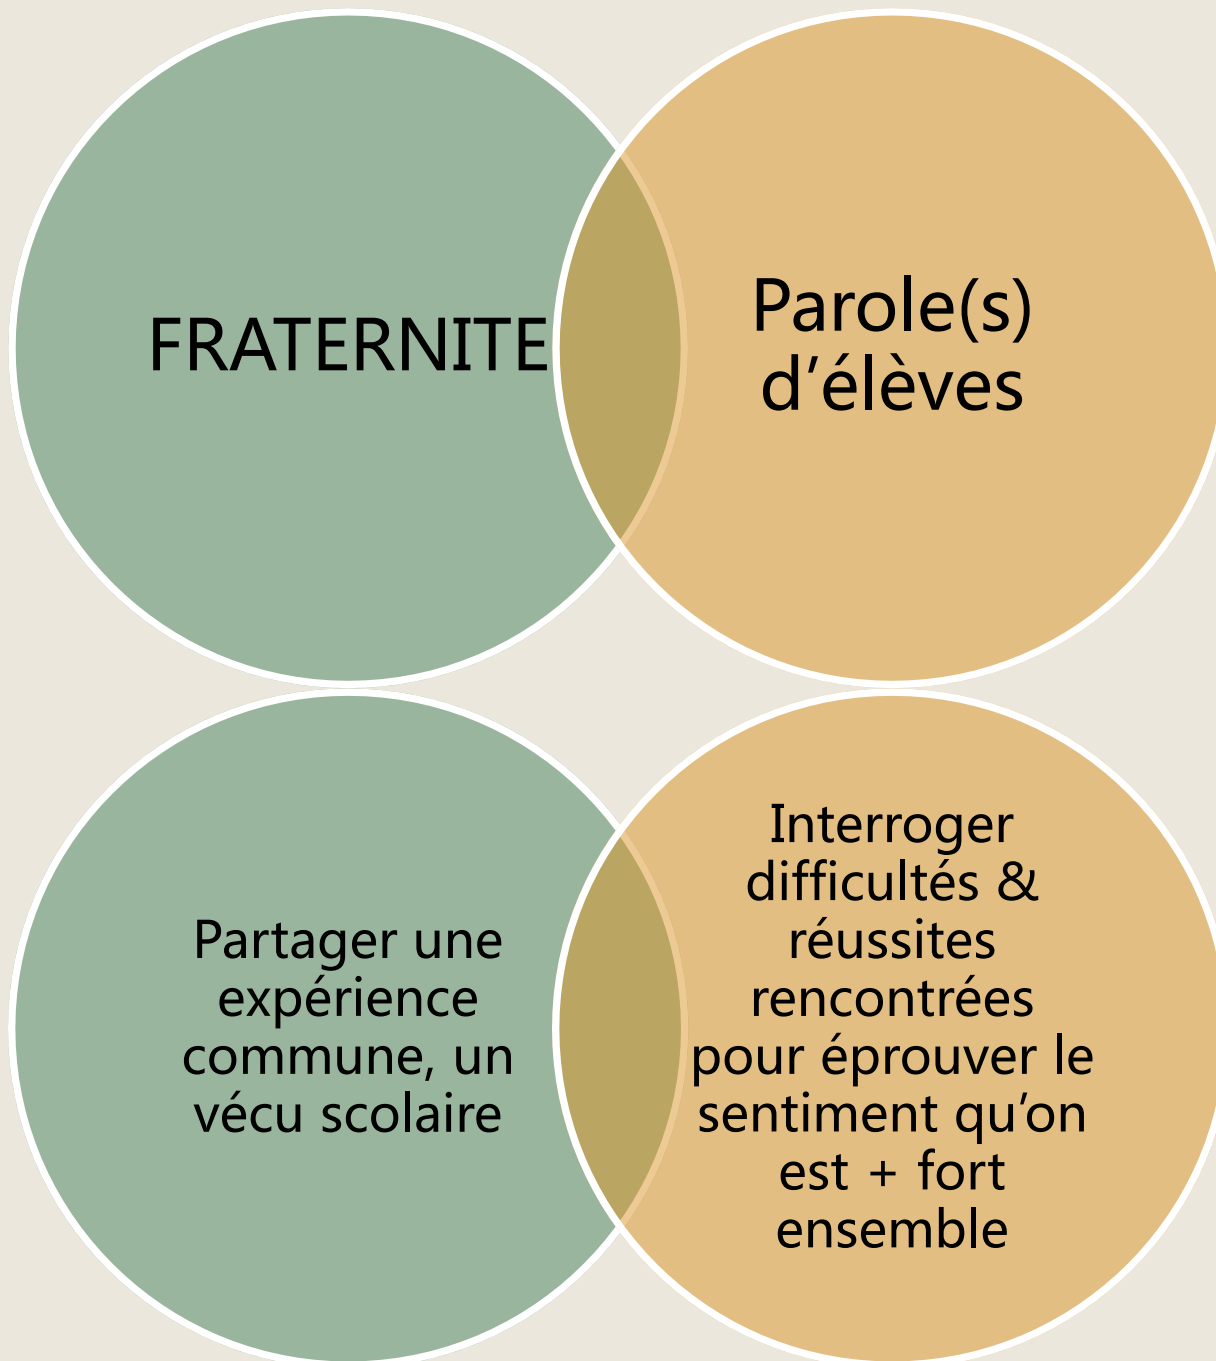 FRATERNITE
Parole(s)
d’élèves
Partager une
expérience
commune, un
vécu scolaire
Interroger
difficultés &
réussites
rencontrées
pour éprouver le
sentiment qu’on
est + fort
ensemble